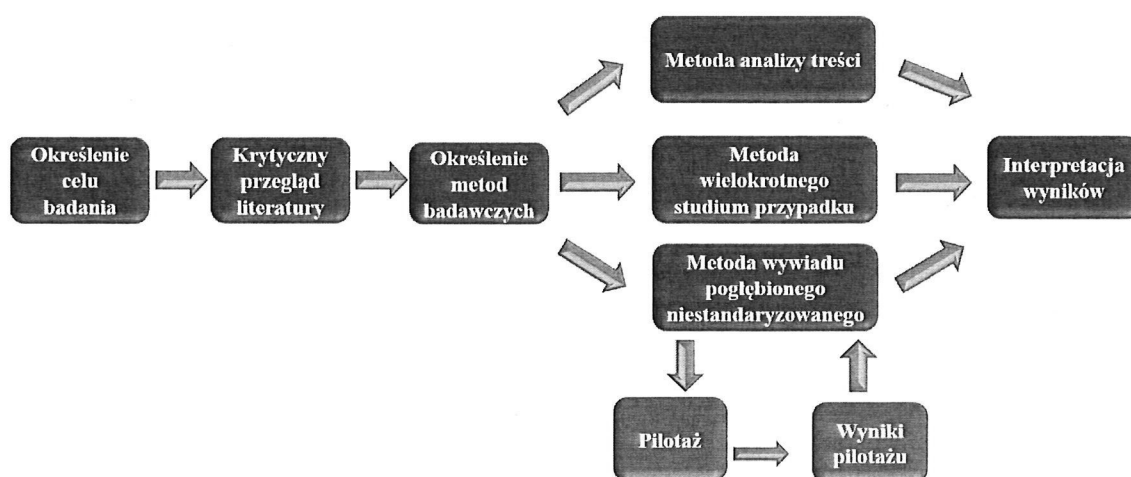 Określenie
celu
badania
Krytyczny
przegląd
literatury
Określenie
metod
badawczych
Metoda analizy treści
Metoda
wielokrotnego
studium przypadku
Metoda wywiadu
pogłębionego
niestandaryzowanego
Pilotaż
Wyniki
pilotażu
Interpretacja
wyników